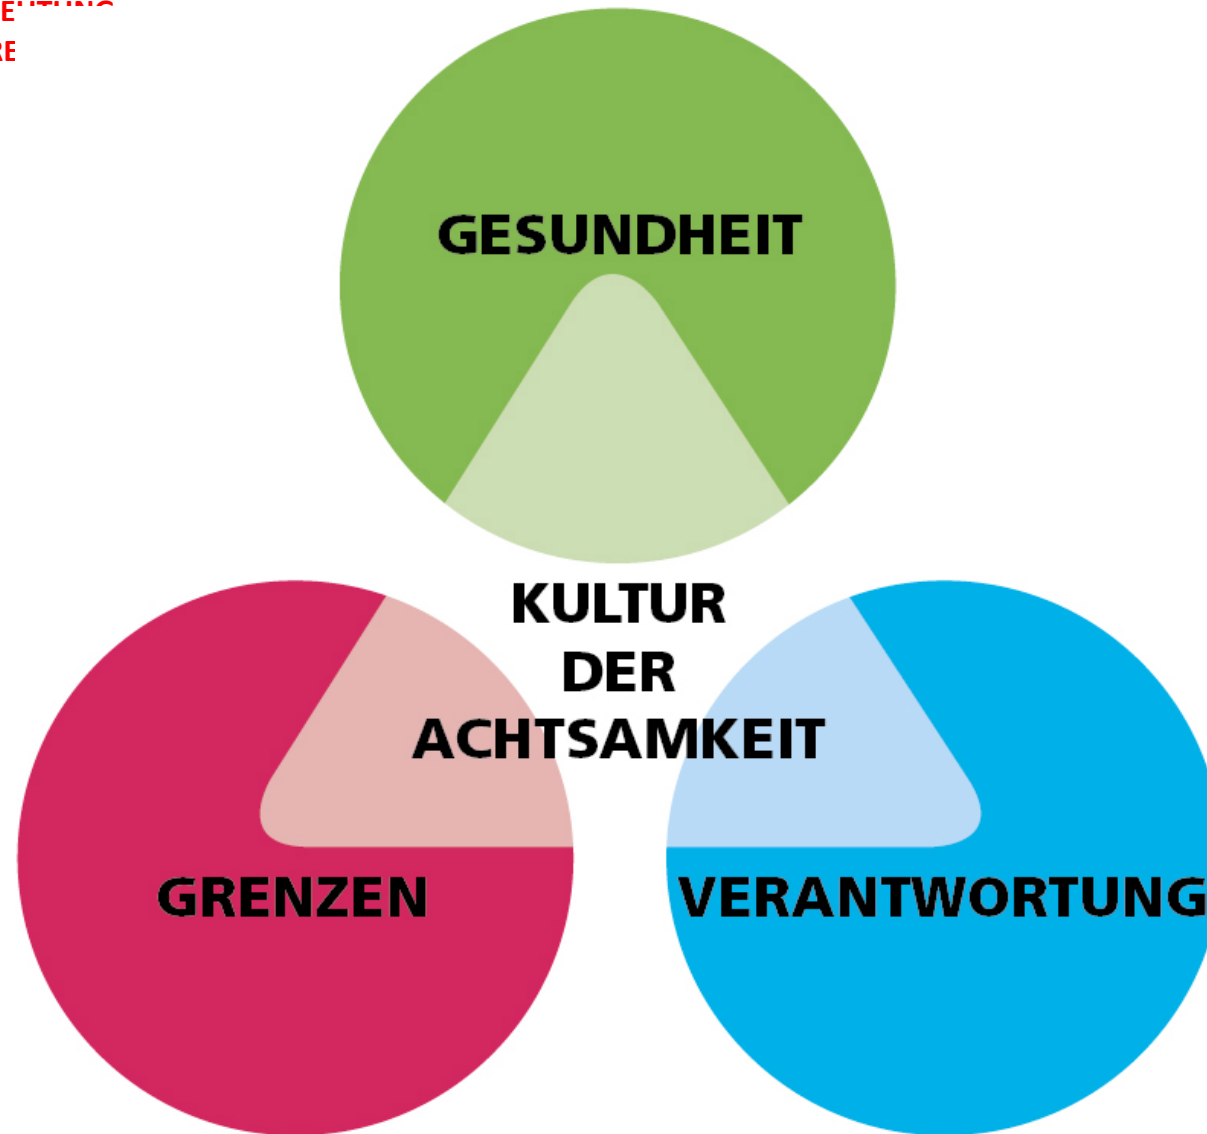 GESUNDHEIT
KULTUR
DER
ACHTSAMKEIT
GRENZEN
VERANTWORTUNG